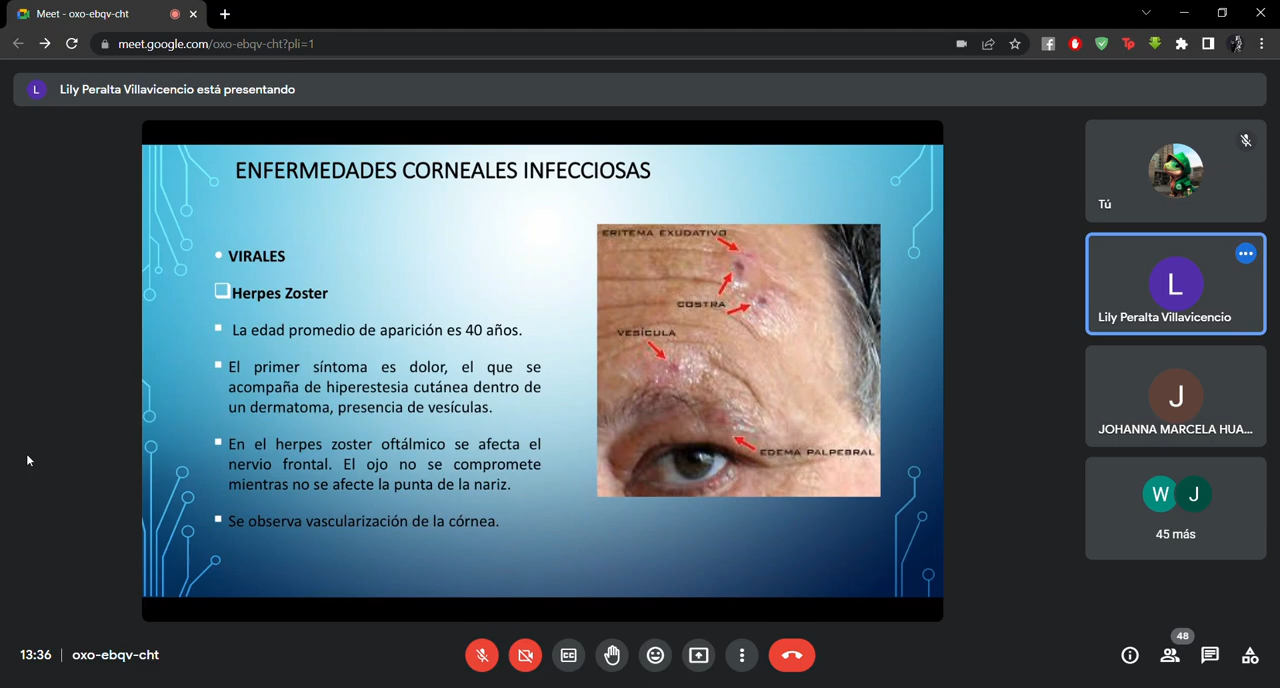 Meet - oxo-ebqv-cht
meet.google.com/oxo-ebqv-cht?pli=1
L
Lily Peralta Villavicencio está presentando
ENFERMEDADES CORNEALES INFECCIOSAS
VIRALES
Herpes Zoster
La edad promedio de aparición es 40 años.
El primer síntoma es dolor, el que se
acompaña de hiperestesia cutánea dentro de
un dermatoma, presencia de vesículas.
En el herpes zoster oftálmico se afecta el
nervio frontal. El ojo no se compromete
mientras no se afecte la punta de la nariz.
Se observa vascularización de la córnea.
ERITEMA EXUDATIVO
COSTRA
VESÍCULA
EDEMA PALPEBRAL
Tú
L
Lily Peralta Villavicencio
J
JOHANNA MARCELA HUA...
W J
45 más
13:36 | oxo-ebqv-cht
48